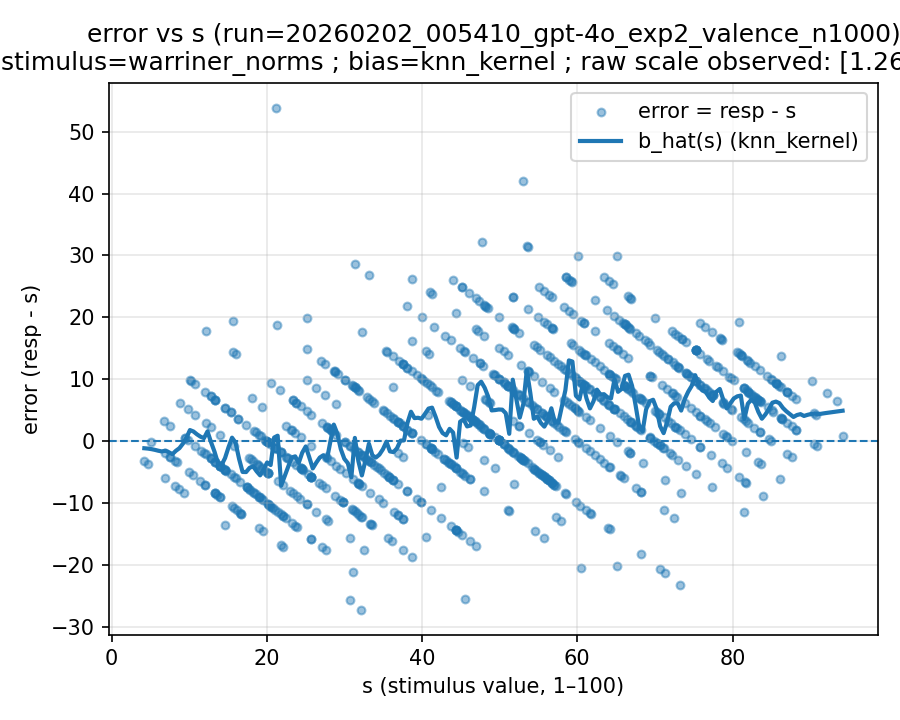 error vs s (run=20260202_005410_gpt-4o_exp2_valence_n1000)
stimulus=warriner_norms ; bias=knn_kernel ; raw scale observed: [1.26
error = resp - s
b_hat(s) (knn_kernel)
error (resp - s)
50
40
30
20
10
0
−10
−20
−30
0
20
40
60
80
s (stimulus value, 1–100)